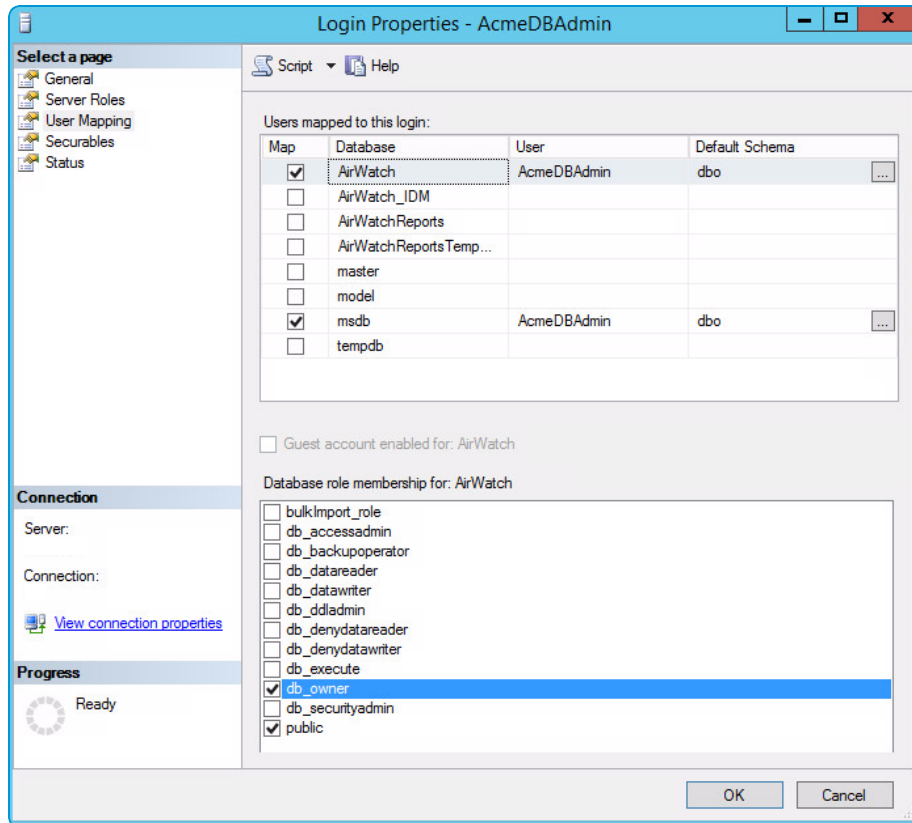 Login Properties - AcmeDBAdmin
Select a page
General
Server Roles
User Mapping
Securables
Status
Script Help
Users mapped to this login:
Map Database User Default Schema
AirWatch AcmeDBAdmin dbo ...
AirWatch_IDM
AirWatchReports
AirWatchReportsTemp...
master
model
msdb AcmeDBAdmin dbo ...
tempdb
Guest account enabled for: AirWatch
Database role membership for: AirWatch
bulkImport_role
db_accessadmin
db_backupoperator
db_datareader
db_datawriter
db_ddladmin
db_denydatareader
db_denydatawriter
db_execute
db_owner
db_securityadmin
public
Connection
Server:
Connection:
View connection properties
Progress
Ready
OK Cancel